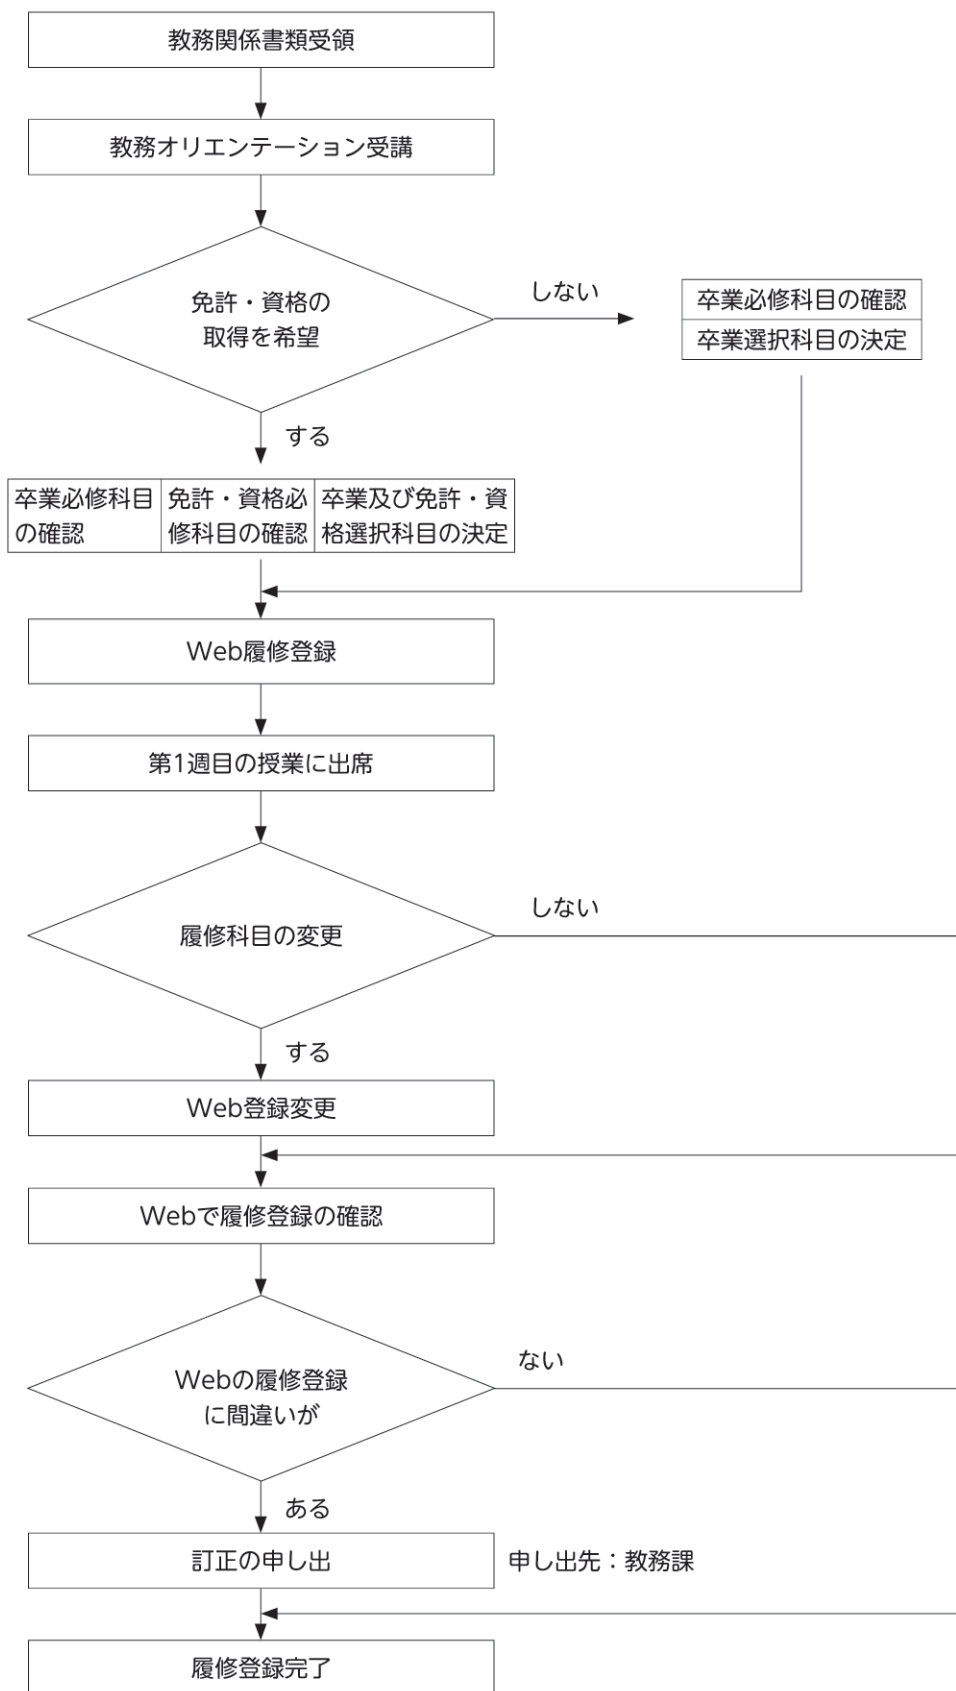 教務関係書類受領
教務オリエンテーション受講
免許・資格の
取得を希望
しない
卒業必修科目の確認
卒業選択科目の決定
する
卒業必修科目
の確認
免許・資格必
修科目の確認
卒業及び免許・資
格選択科目の決定
Web履修登録
第1週目の授業に出席
履修科目の変更
しない
する
Web登録変更
Webで履修登録の確認
Webの履修登録
に間違いが
ない
ある
訂正の申し出
申し出先：教務課
履修登録完了